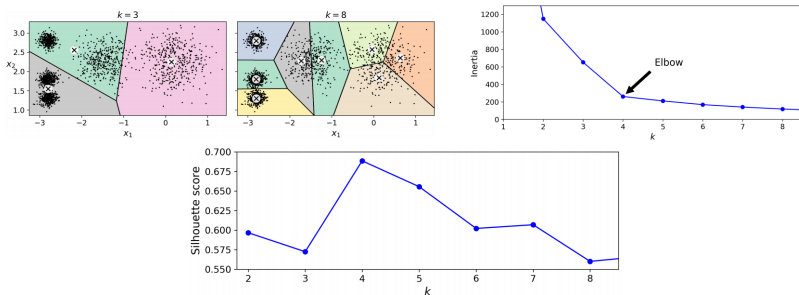 k = 3
k = 8
3.0
2.5
x₂
2.0
1.5
1.0
−3 −2 −1 0 1
x₁
−3 −2 −1 0 1
x₁
1200
1000
800
600
400
200
0
Inertia
Elbow
1 2 3 4 5 6 7 8
k
0.700
0.675
0.650
0.625
0.600
0.575
0.550
Silhouette score
2 3 4 5 6 7 8
k